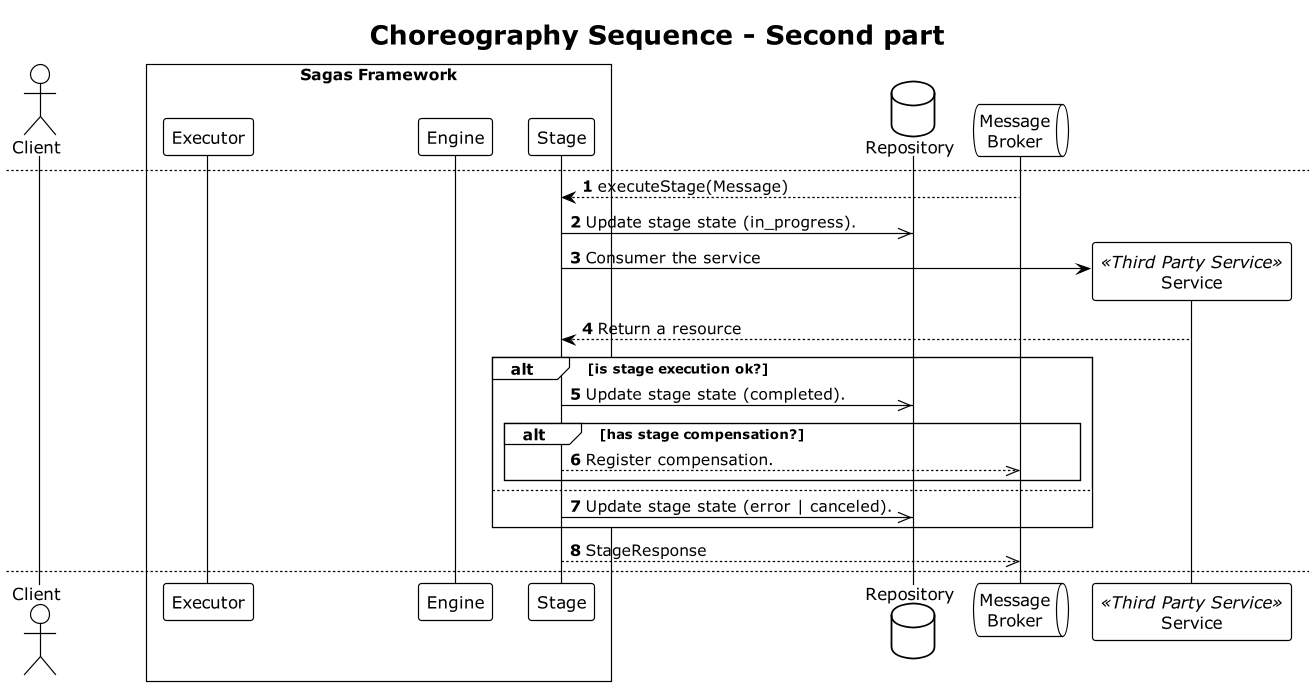 Choreography Sequence - Second part
Sagas Framework
Client
Executor
Engine
Stage
Repository
Message
Broker
1 executeStage(Message)
2 Update stage state (in_progress).
3 Consumer the service
«Third Party Service»
Service
4 Return a resource
alt [is stage execution ok?]
5 Update stage state (completed).
alt [has stage compensation?]
6 Register compensation.
7 Update stage state (error | canceled).
8 StageResponse
Client
Executor
Engine
Stage
Repository
Message
Broker
«Third Party Service»
Service